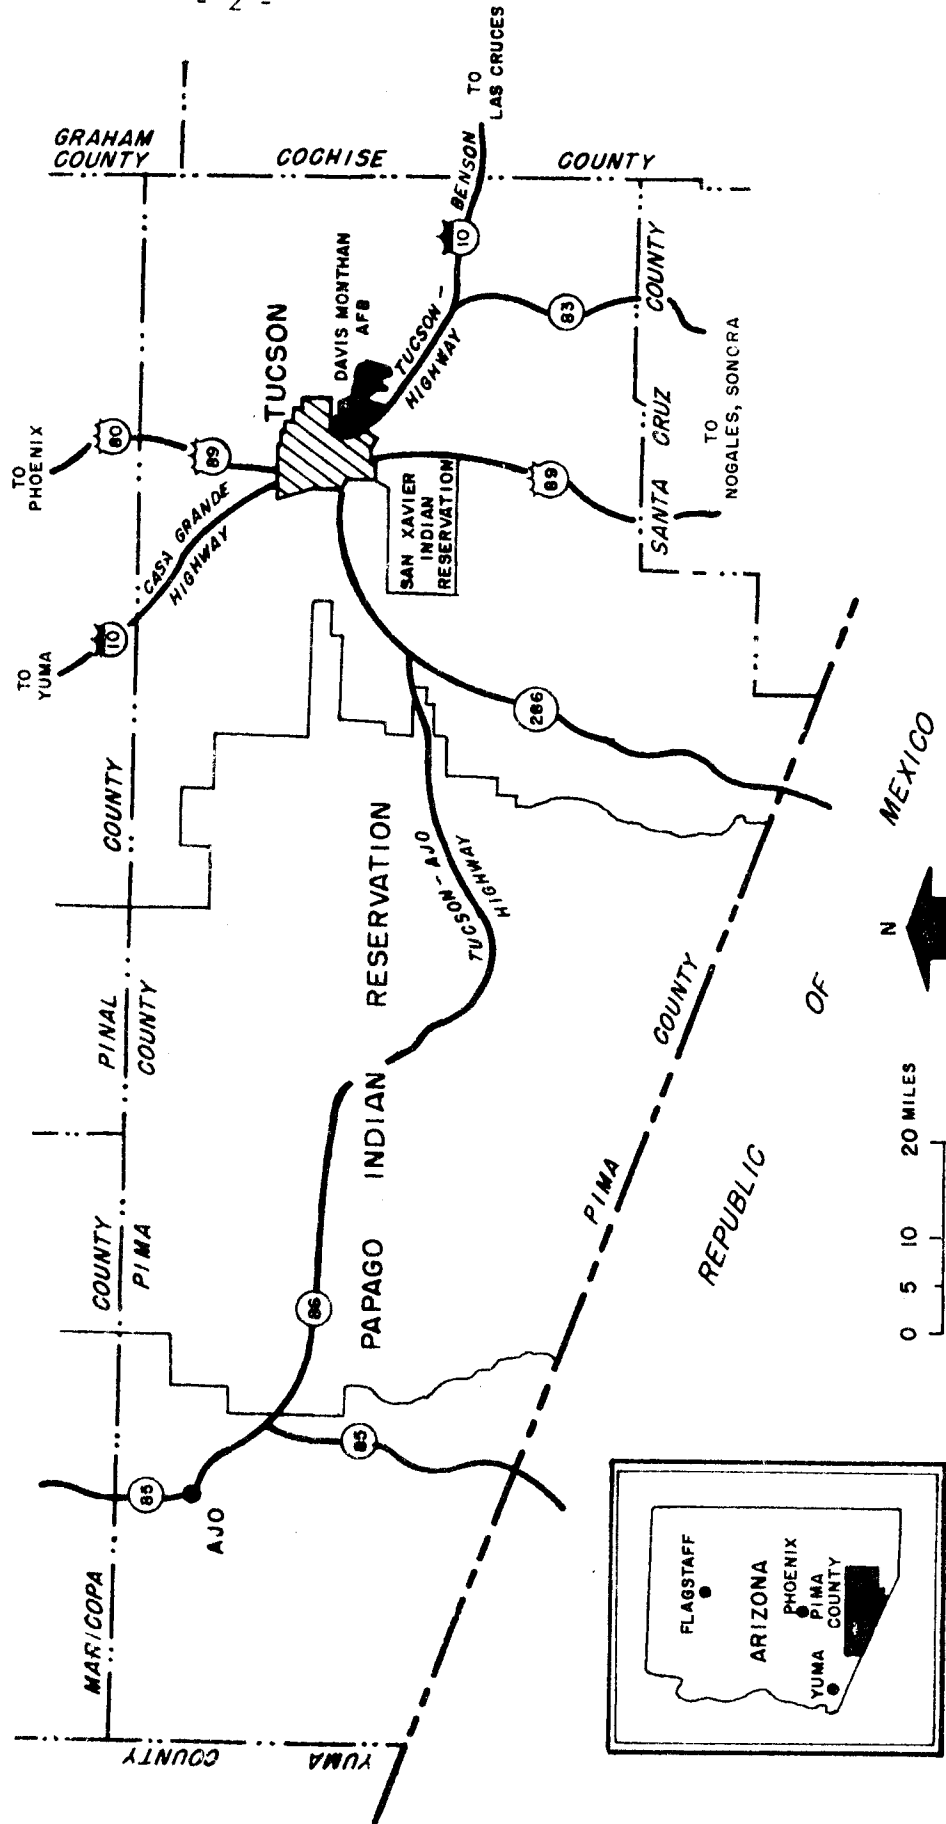 - 7 -
GRAHAM
COUNTY
COCHISE COUNTY
TO
LAS CRUCES
BENSON
10
TUCSON -
HIGHWAY
DAVIS MONTHAN
AFB
TUCSON
83
COUNTY
SANTA CRUZ
TO
NOGALES, SONORA
TO
PHOENIX
80
89
89
SAN XAVIER
INDIAN
RESERVATION
CASA GRANDE
HIGHWAY
TO
YUMA
10
286
COUNTY
PINAL
COUNTY
TUCSON - AJO
HIGHWAY
PAPAGO INDIAN RESERVATION
86
COUNTY
PIMA
MARICOPA
85
AJO
85
YUMA COUNTY
PIMA COUNTY
REPUBLIC OF MEXICO
N
0 5 10 20 MILES
FLAGSTAFF
ARIZONA
PHOENIX
PIMA
COUNTY
YUMA